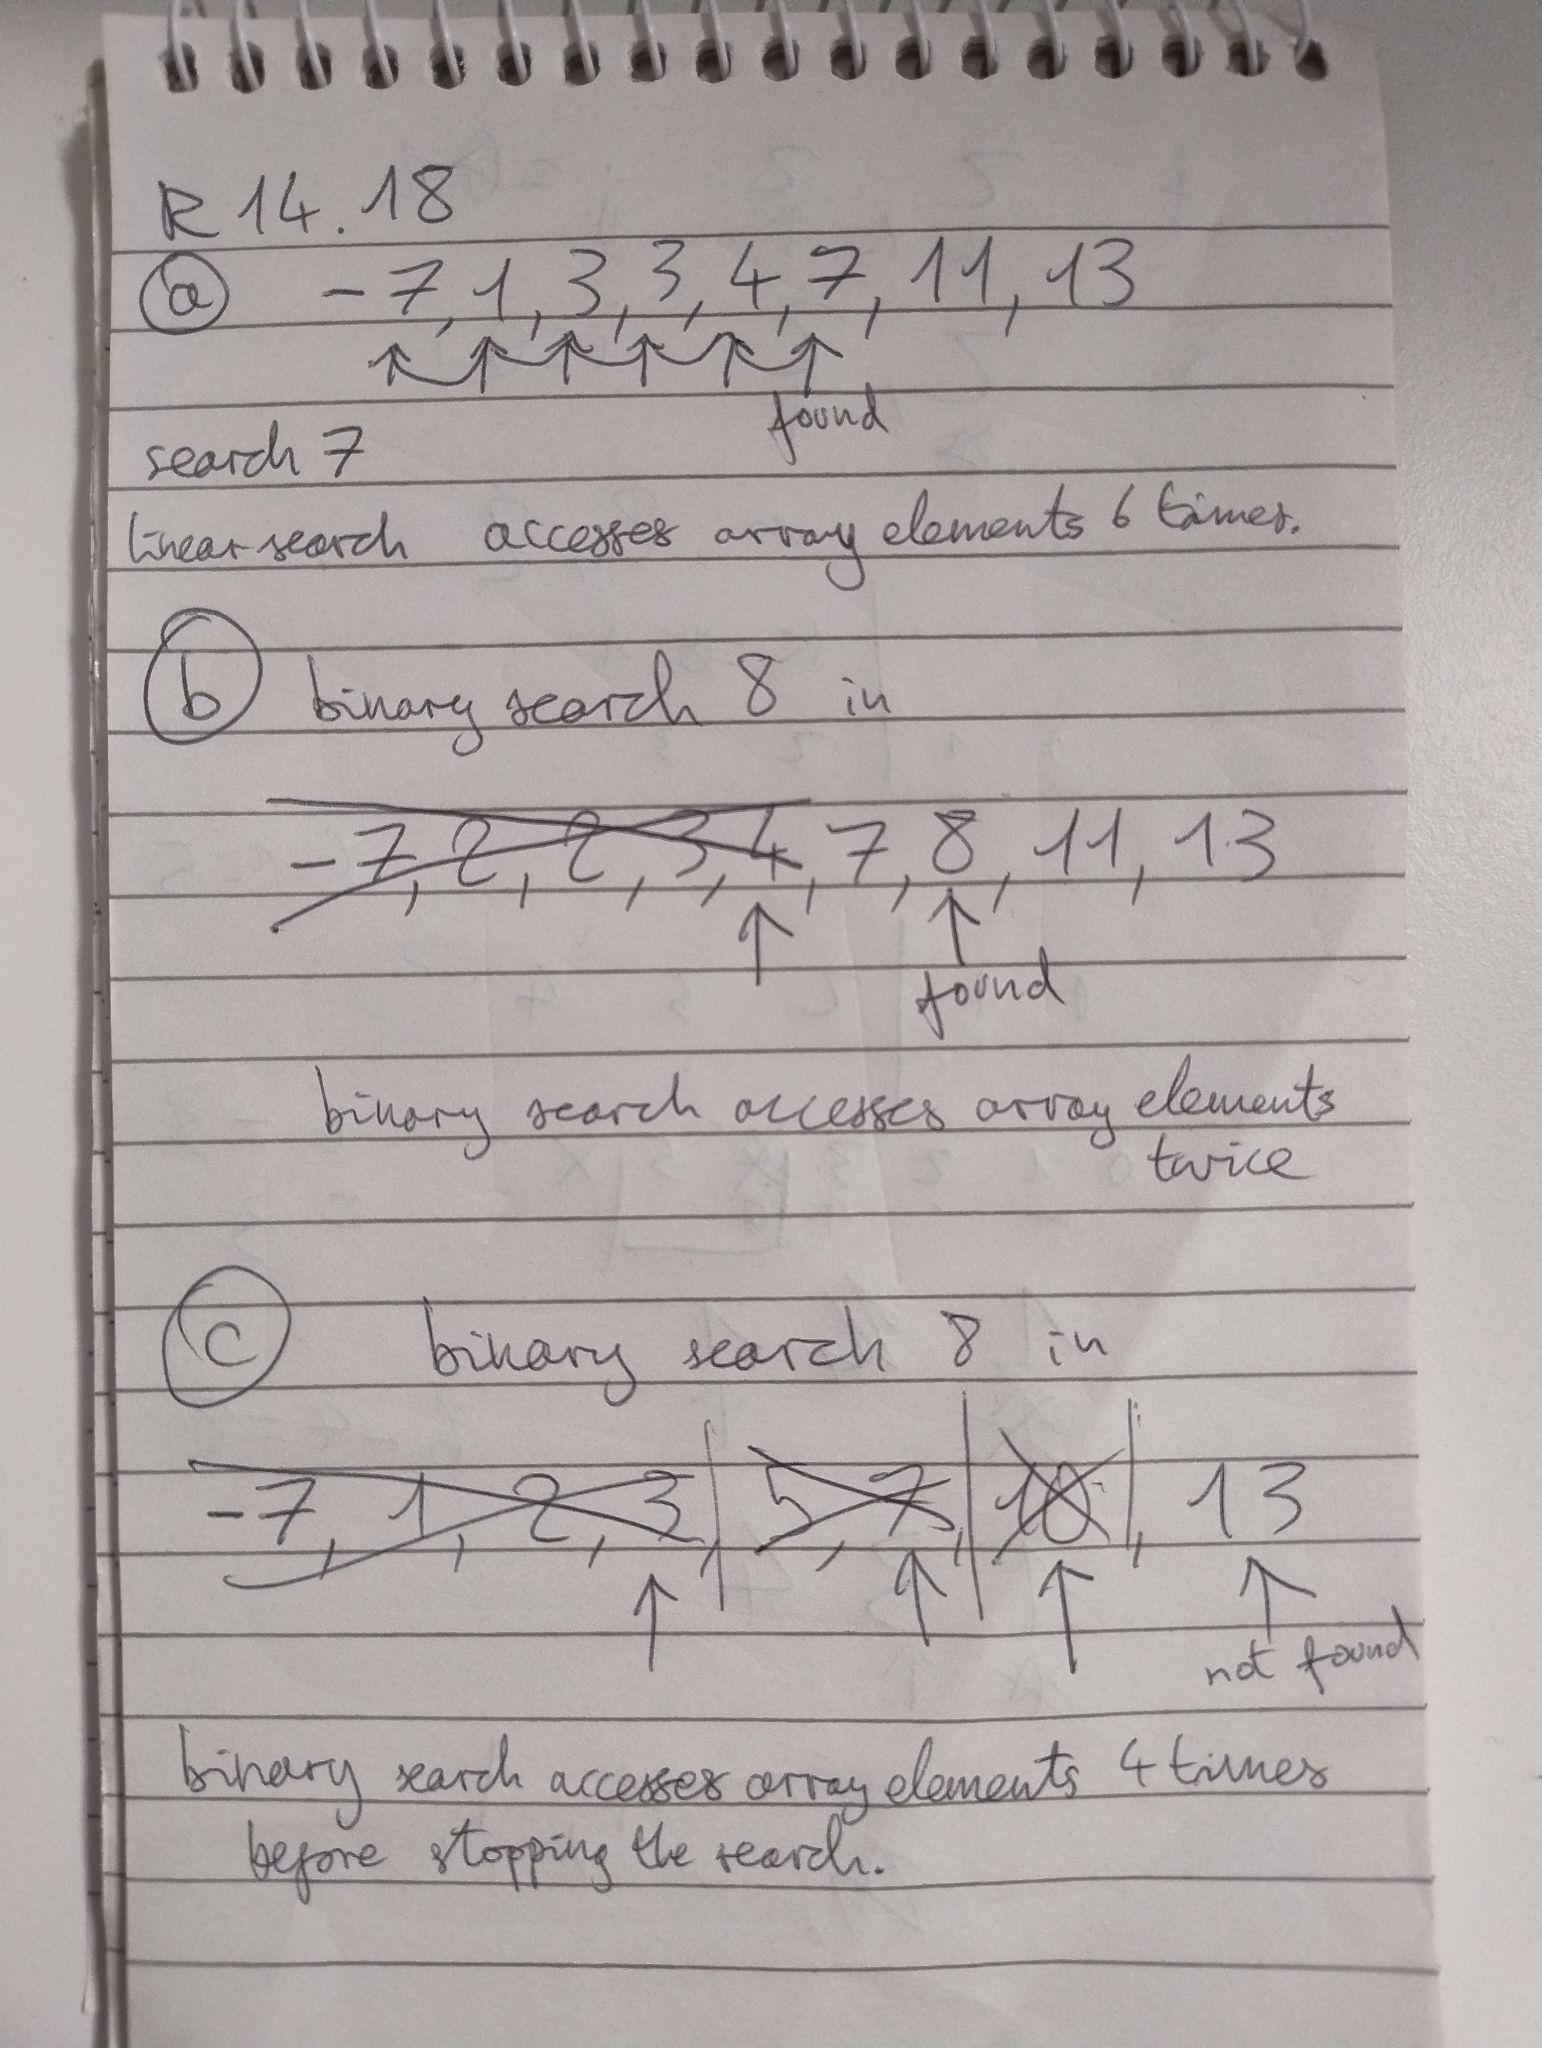 R 14.18
a -7, 1, 3, 3, 4, 7, 11, 13
found
search 7
linear search accesses array elements 6 times.
b binary search 8 in
-7, 2, 2, 3, 4, 7, 8, 11, 13
found
binary search accesses array elements
twice
c binary search 8 in
-7, 1, 2, 3, 5, 7, 10, 13
not found
binary search accesses array elements 4 times
before stopping the search.